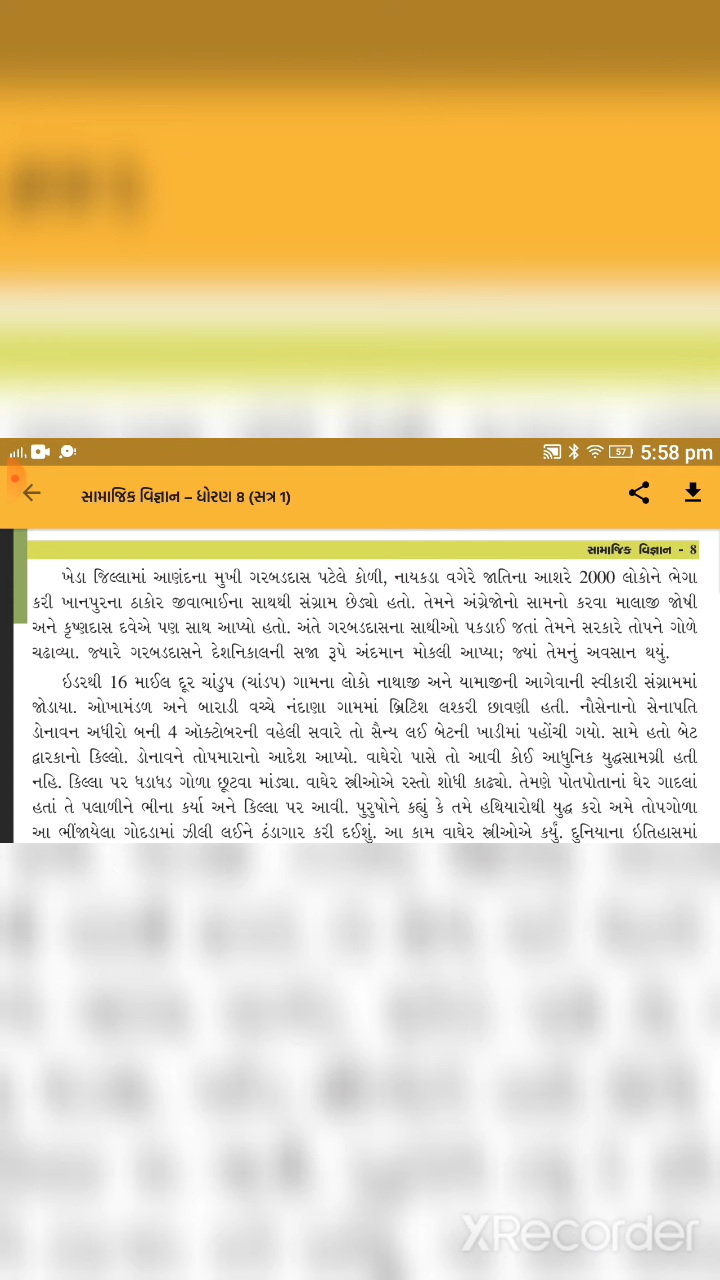 57 5:58 pm
સામાજિક વિજ્ઞાન – ધોરણ 8 (સત્ર 1)
સામાજિક વિજ્ઞાન - 8
ખેડા જિલ્લામાં આણંદના મુખી ગરબડદાસ પટેલે કોળી, નાયકડા વગેરે જાતિના આશરે 2000 લોકોને ભેગા
કરી ખાનપુરના ઠાકોર જીવાભાઈના સાથથી સંગ્રામ છેડ્યો હતો. તેમને અંગ્રેજોનો સામનો કરવા માલાજી જોષી
અને કૃષ્ણદાસ દવેએ પણ સાથ આપ્યો હતો. અંતે ગરબડદાસના સાથીઓ પકડાઈ જતાં તેમને સરકારે તોપને ગોળે
ચઢાવ્યા. જ્યારે ગરબડદાસને દેશનિકાલની સજા રૂપે અંદમાન મોકલી આપ્યા; જ્યાં તેમનું અવસાન થયું.
ઇડરથી 16 માઈલ દૂર ચાંડુપ (ચાંડપ) ગામના લોકો નાથાજી અને યામાજીની આગેવાની સ્વીકારી સંગ્રામમાં
જોડાયા. ઓખામંડળ અને બારાડી વચ્ચે નંદાણા ગામમાં બ્રિટિશ લશ્કરી છાવણી હતી. નૌસેનાનો સેનાપતિ
ડોનાવન અધીરો બની 4 ઑક્ટોબરની વહેલી સવારે તો સૈન્ય લઈ બેટની ખાડીમાં પહોંચી ગયો. સામે હતો બેટ
દ્વારકાનો કિલ્લો. ડોનાવને તોપમારાનો આદેશ આપ્યો. વાઘેરો પાસે તો આવી કોઈ આધુનિક યુદ્ધસામગ્રી હતી
નહિ. કિલ્લા પર ધડાધડ ગોળા છૂટવા માંડ્યા. વાઘેર સ્ત્રીઓએ રસ્તો શોધી કાઢ્યો. તેમણે પોતપોતાનાં ઘેર ગાદલાં
હતાં તે પલાળીને ભીના કર્યા અને કિલ્લા પર આવી. પુરુષોને કહ્યું કે તમે હથિયારોથી યુદ્ધ કરો અમે તોપગોળા
આ ભીંજાયેલા ગોદડામાં ઝીલી લઈને ઠંડાગાર કરી દઈશું. આ કામ વાઘેર સ્ત્રીઓએ કર્યું. દુનિયાના ઇતિહાસમાં
XRecorder